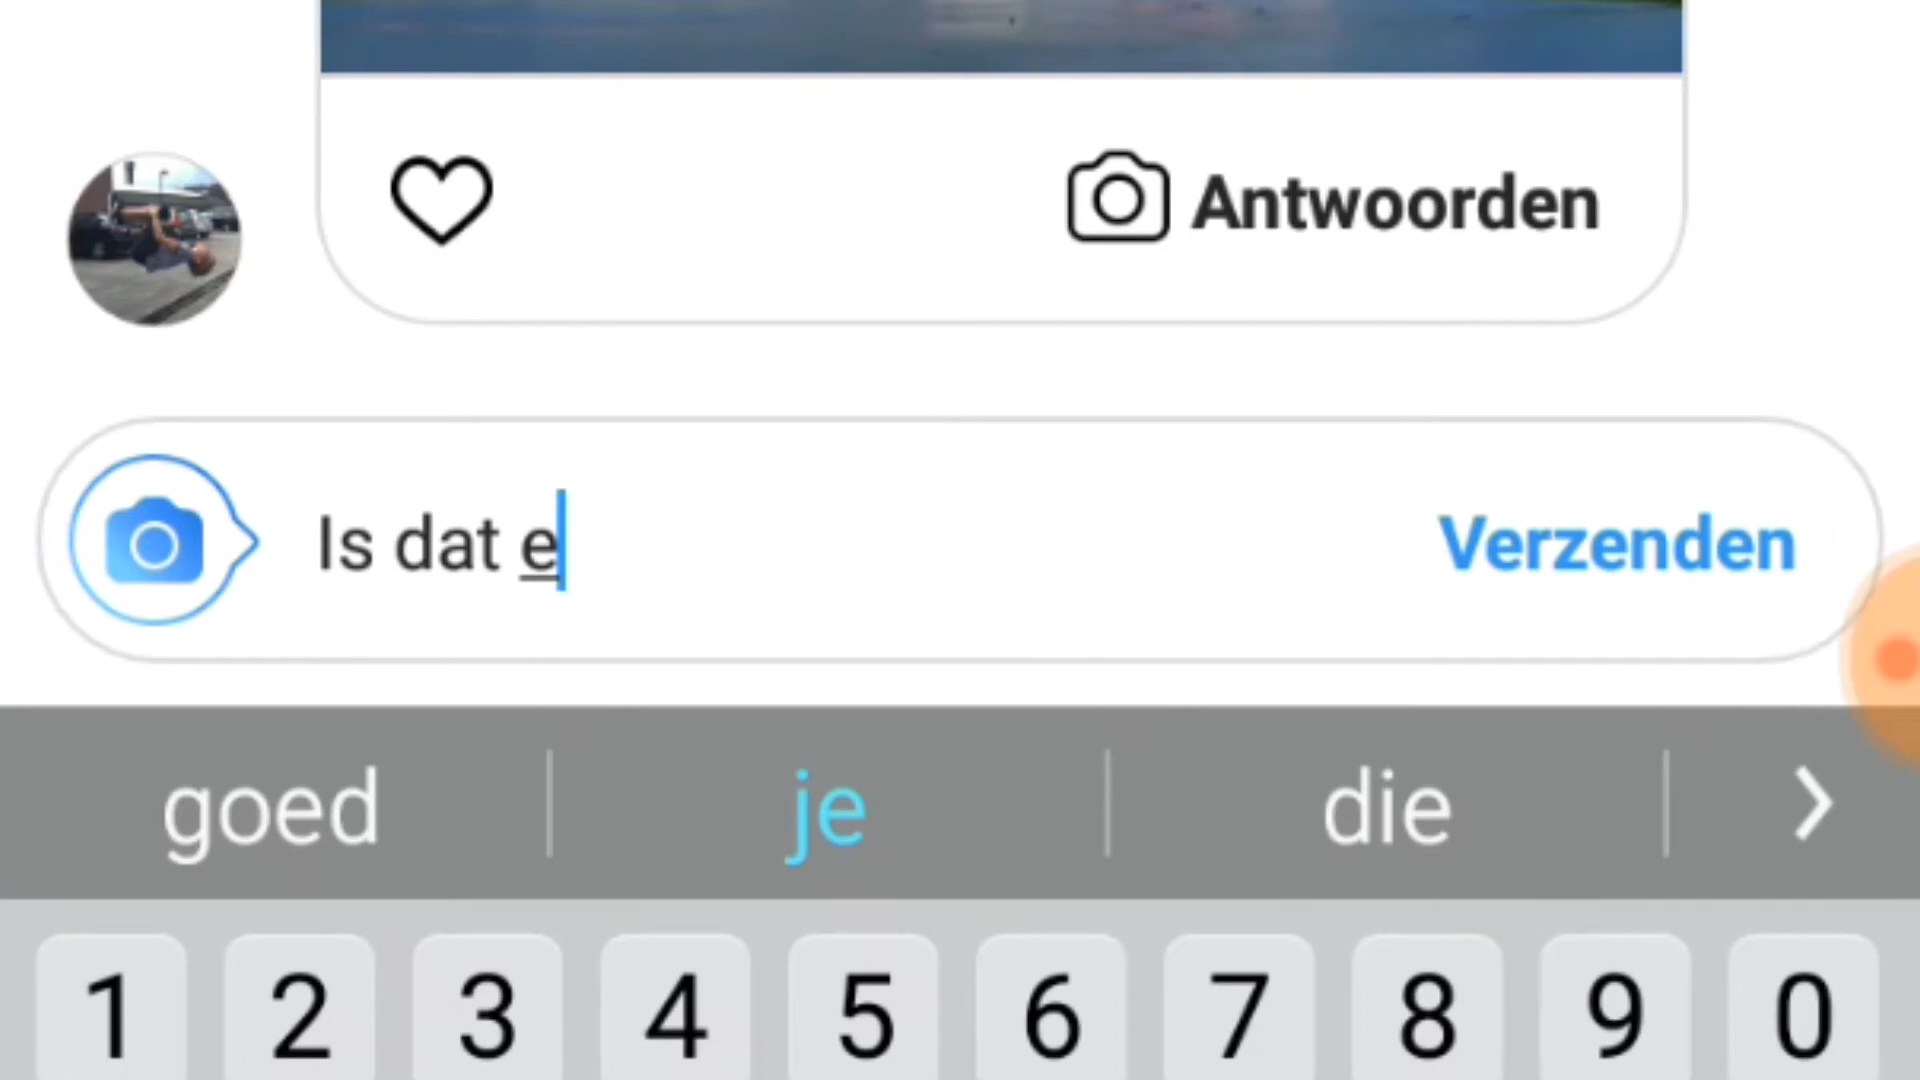 Antwoorden
Is dat e
Verzenden
goed je die
1 2 3 4 5 6 7 8 9 0